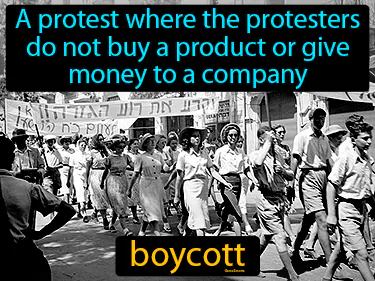 A protest where the protesters
do not buy a product or give
money to a company
boycott